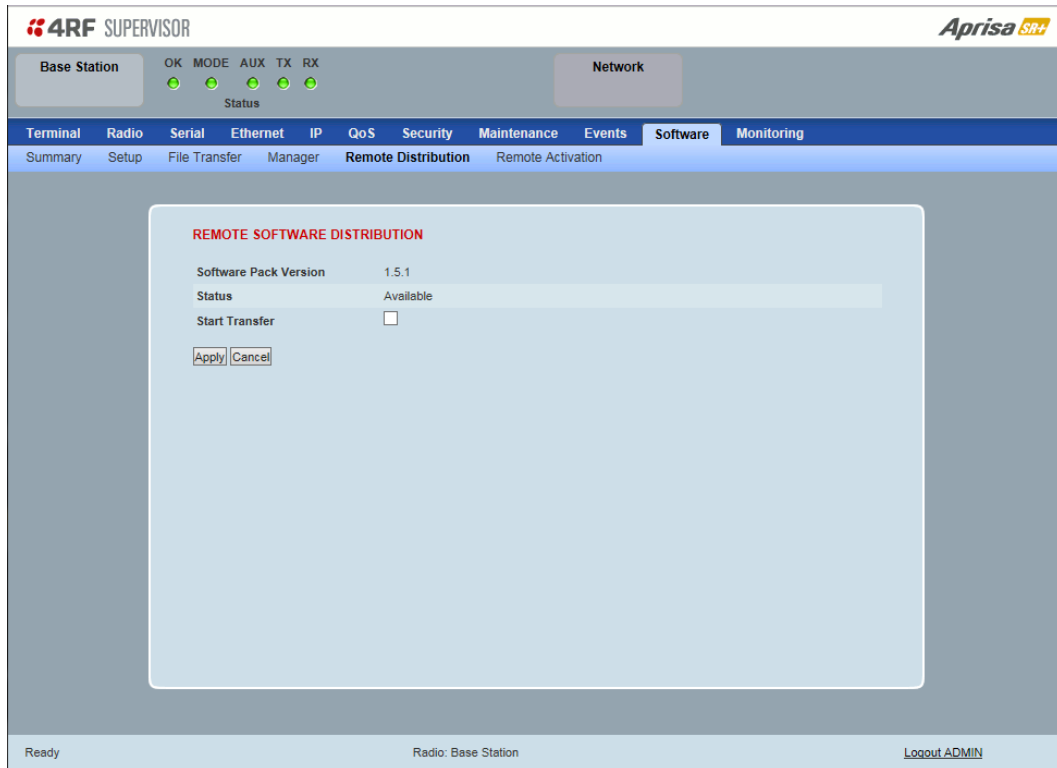 4RF SUPERVISOR
Aprisa SR+
Base Station
OK MODE AUX TX RX
Status
Network
Terminal Radio Serial Ethernet IP QoS Security Maintenance Events Software Monitoring
Summary Setup File Transfer Manager Remote Distribution Remote Activation
REMOTE SOFTWARE DISTRIBUTION
Software Pack Version 1.5.1
Status Available
Start Transfer
Apply Cancel
Ready Radio: Base Station Logout ADMIN